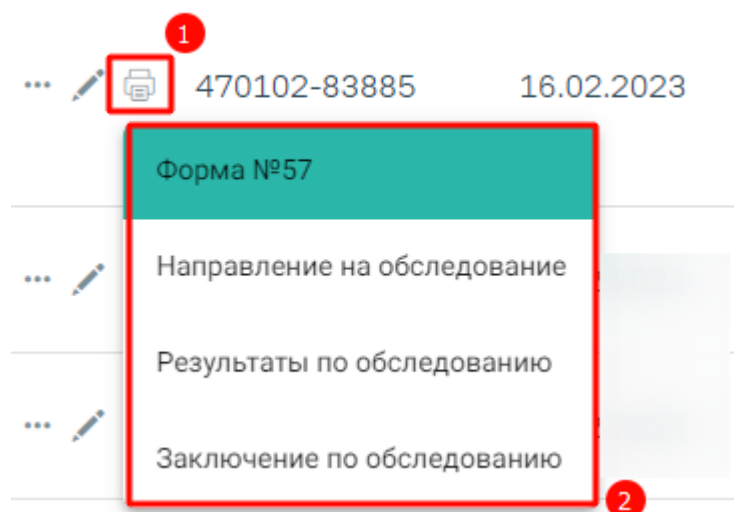 1
... 470102-83885 16.02.2023
Форма №57
Направление на обследование
...
Результаты по обследованию
Заключение по обследованию
...
2